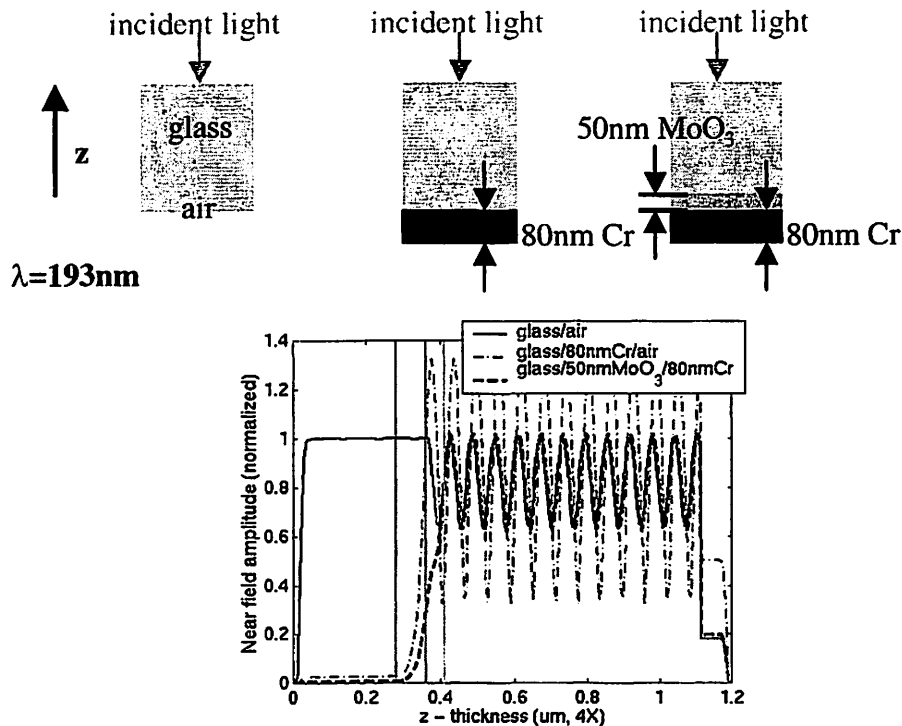 incident light
incident light
incident light
glass
z
air
80nm Cr
50nm MoO3
80nm Cr
λ=193nm
glass/air
glass/80nmCr/air
glass/50nmMoO3/80nmCr
Near field amplitude (normalized)
1.4
1.2
1
0.8
0.6
0.4
0.2
0
0
0.2
0.4
0.6
0.8
1
1.2
z – thickness (um, 4X)